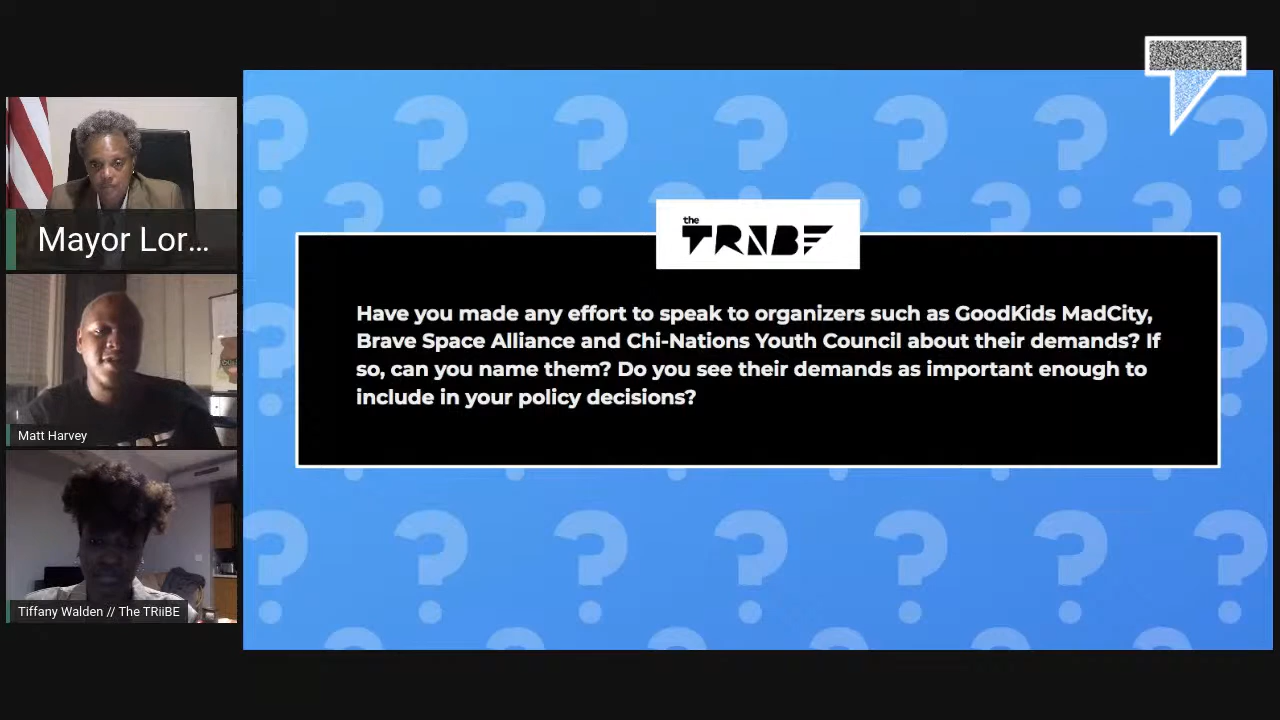 Mayor Lor...
Matt Harvey
Tiffany Walden // The TRiiBE
the
TRiiBE
Have you made any effort to speak to organizers such as GoodKids MadCity,
Brave Space Alliance and Chi-Nations Youth Council about their demands? If
so, can you name them? Do you see their demands as important enough to
include in your policy decisions?